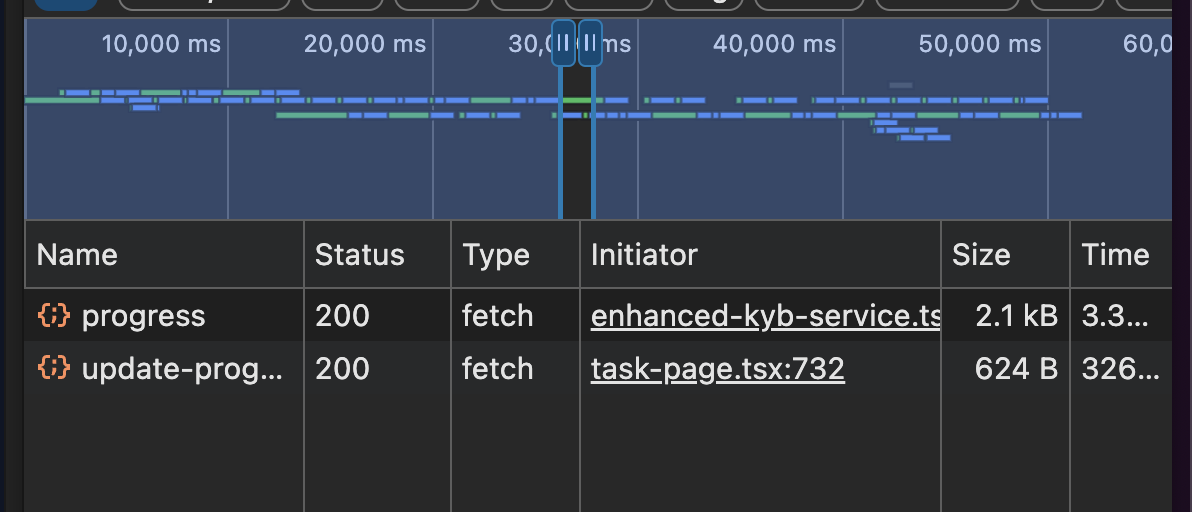 10,000 ms 20,000 ms 30,0 ms 40,000 ms 50,000 ms 60,0
Name Status Type Initiator Size Time
{;} progress 200 fetch enhanced-kyb-service.ts 2.1 kB 3.3...
{;} update-prog... 200 fetch task-page.tsx:732 624 B 326...